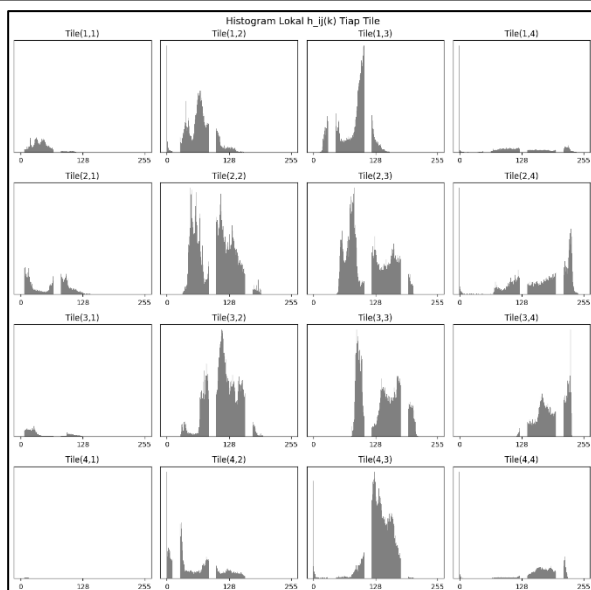 Histogram Lokal h_ij(k) Tiap Tile
Tile(1,1) Tile(1,2) Tile(1,3) Tile(1,4)
0 128 255 0 128 255 0 128 255 0 128 255
Tile(2,1) Tile(2,2) Tile(2,3) Tile(2,4)
0 128 255 0 128 255 0 128 255 0 128 255
Tile(3,1) Tile(3,2) Tile(3,3) Tile(3,4)
0 128 255 0 128 255 0 128 255 0 128 255
Tile(4,1) Tile(4,2) Tile(4,3) Tile(4,4)
0 128 255 0 128 255 0 128 255 0 128 255